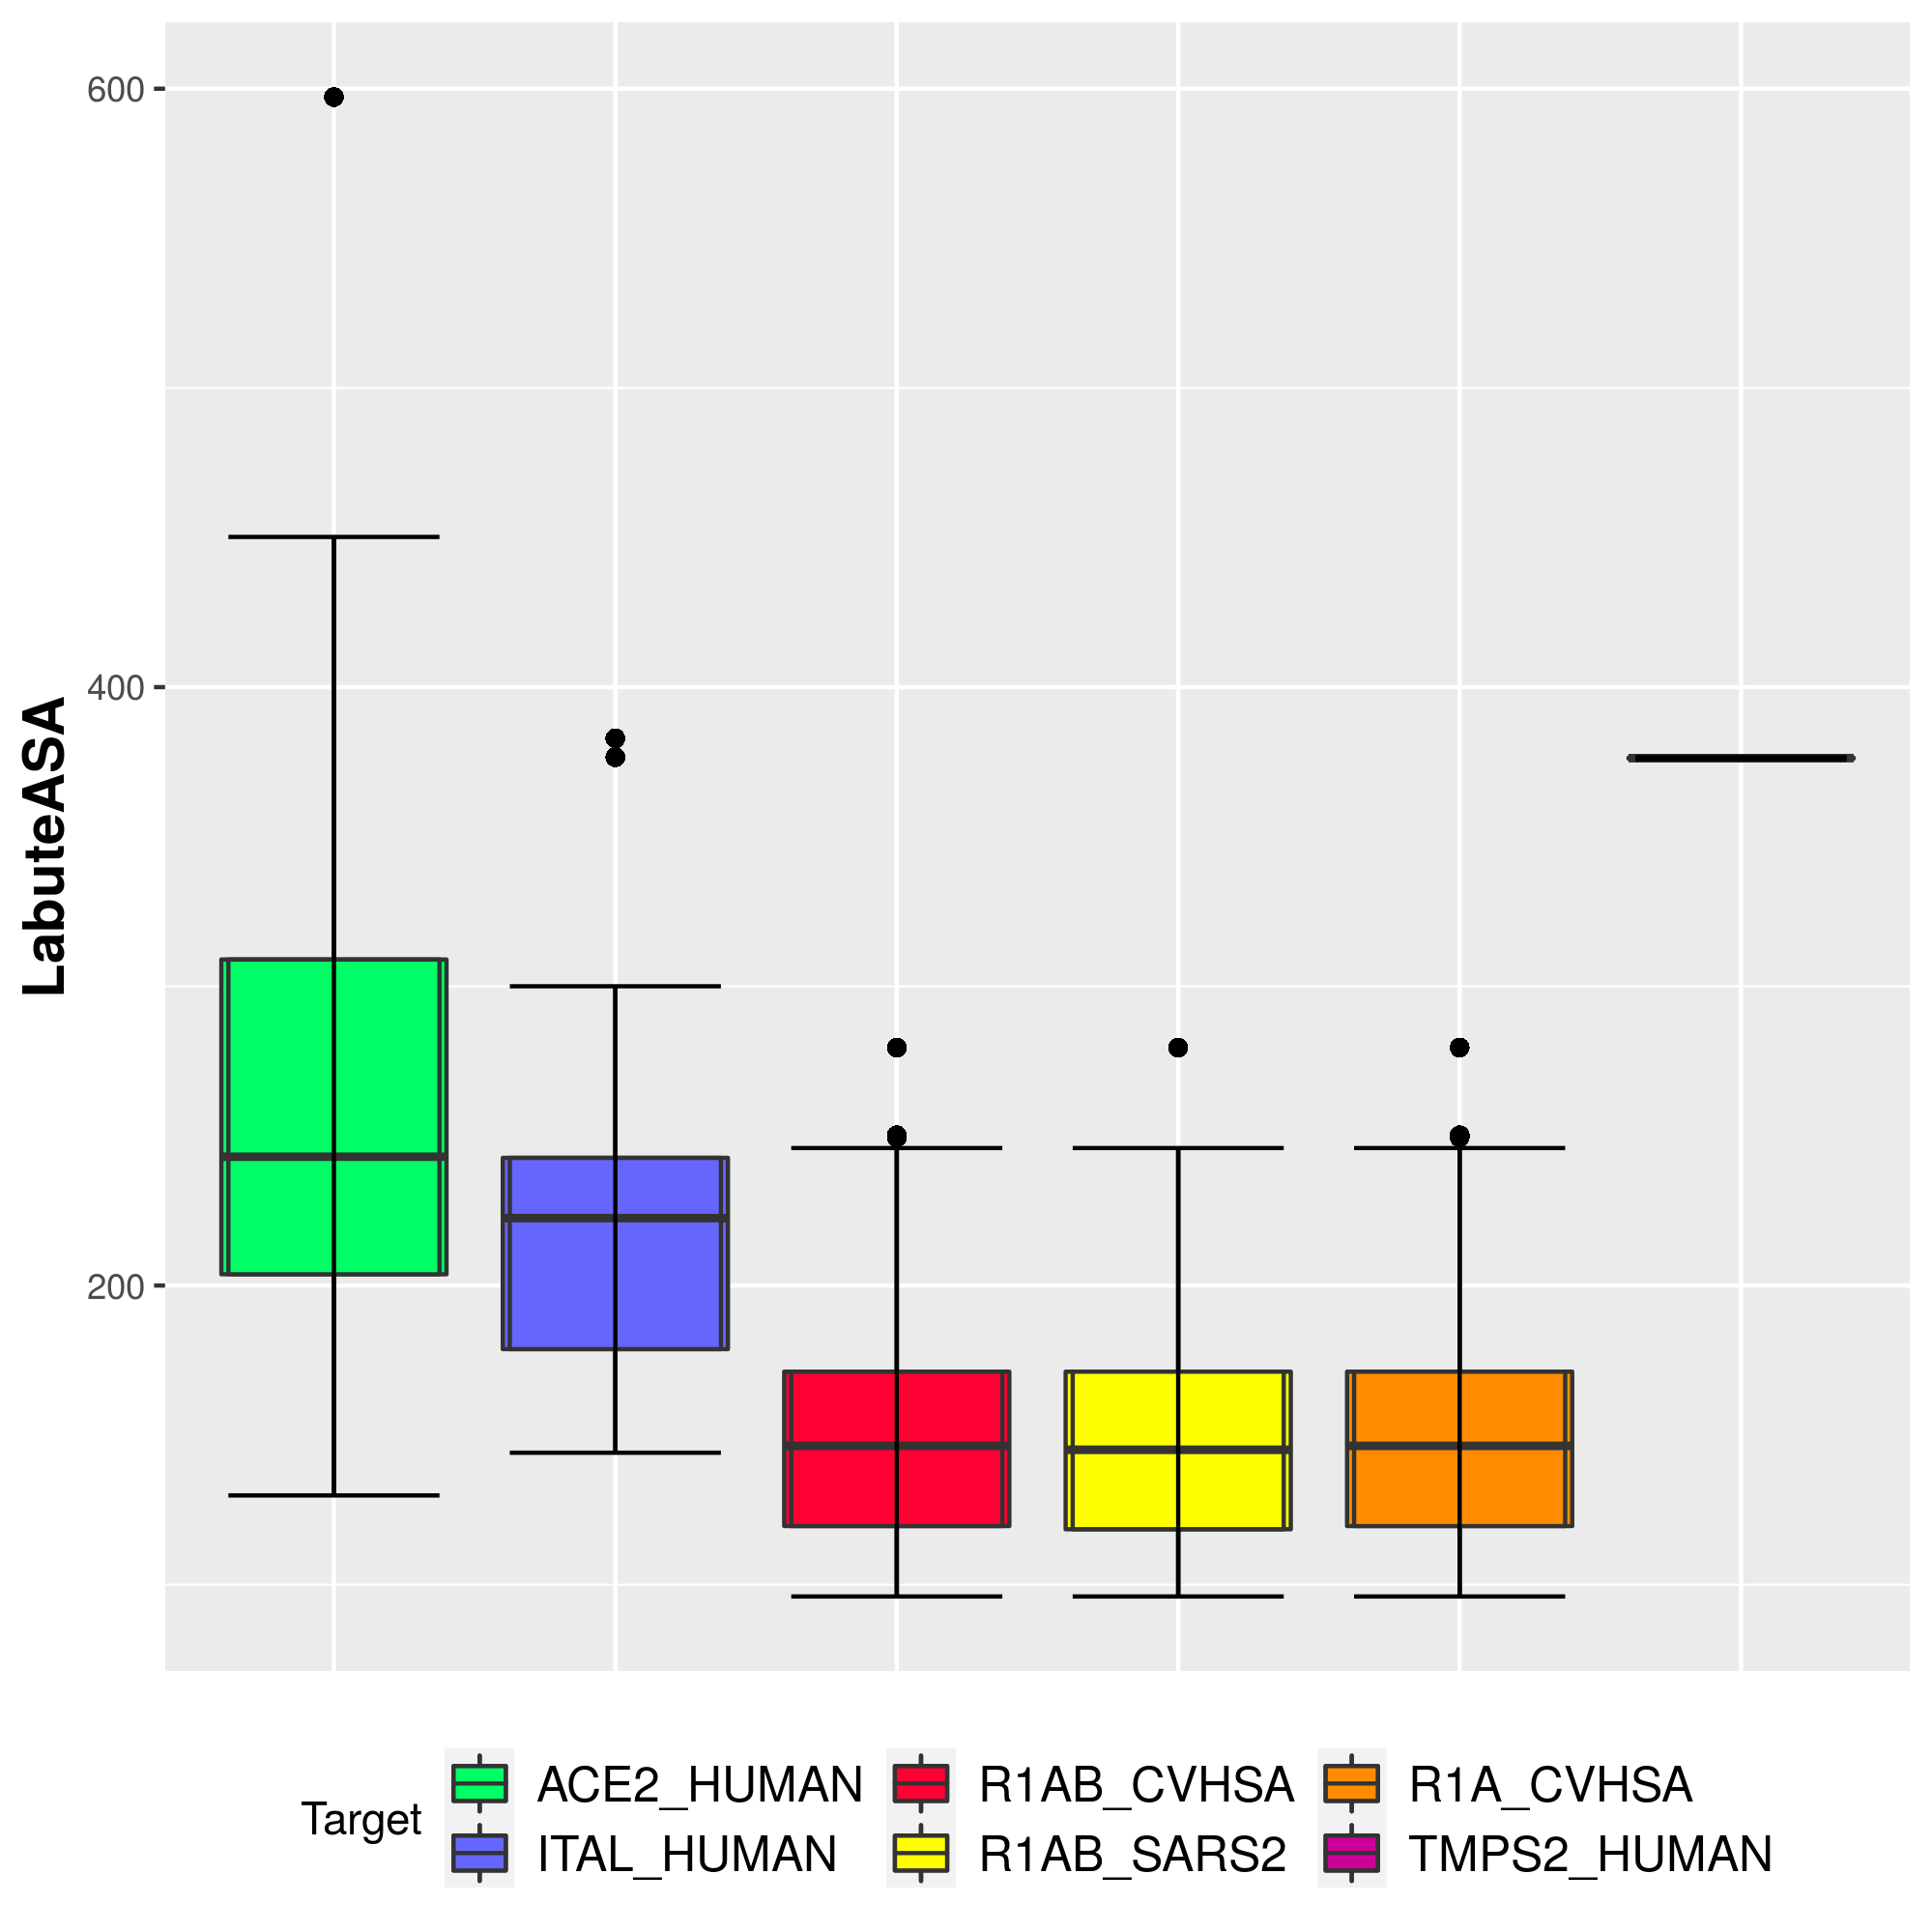 600
400
200
LabuteASA
Target
ACE2_HUMAN
R1AB_CVHSA
R1A_CVHSA
ITAL_HUMAN
R1AB_SARS2
TMPS2_HUMAN